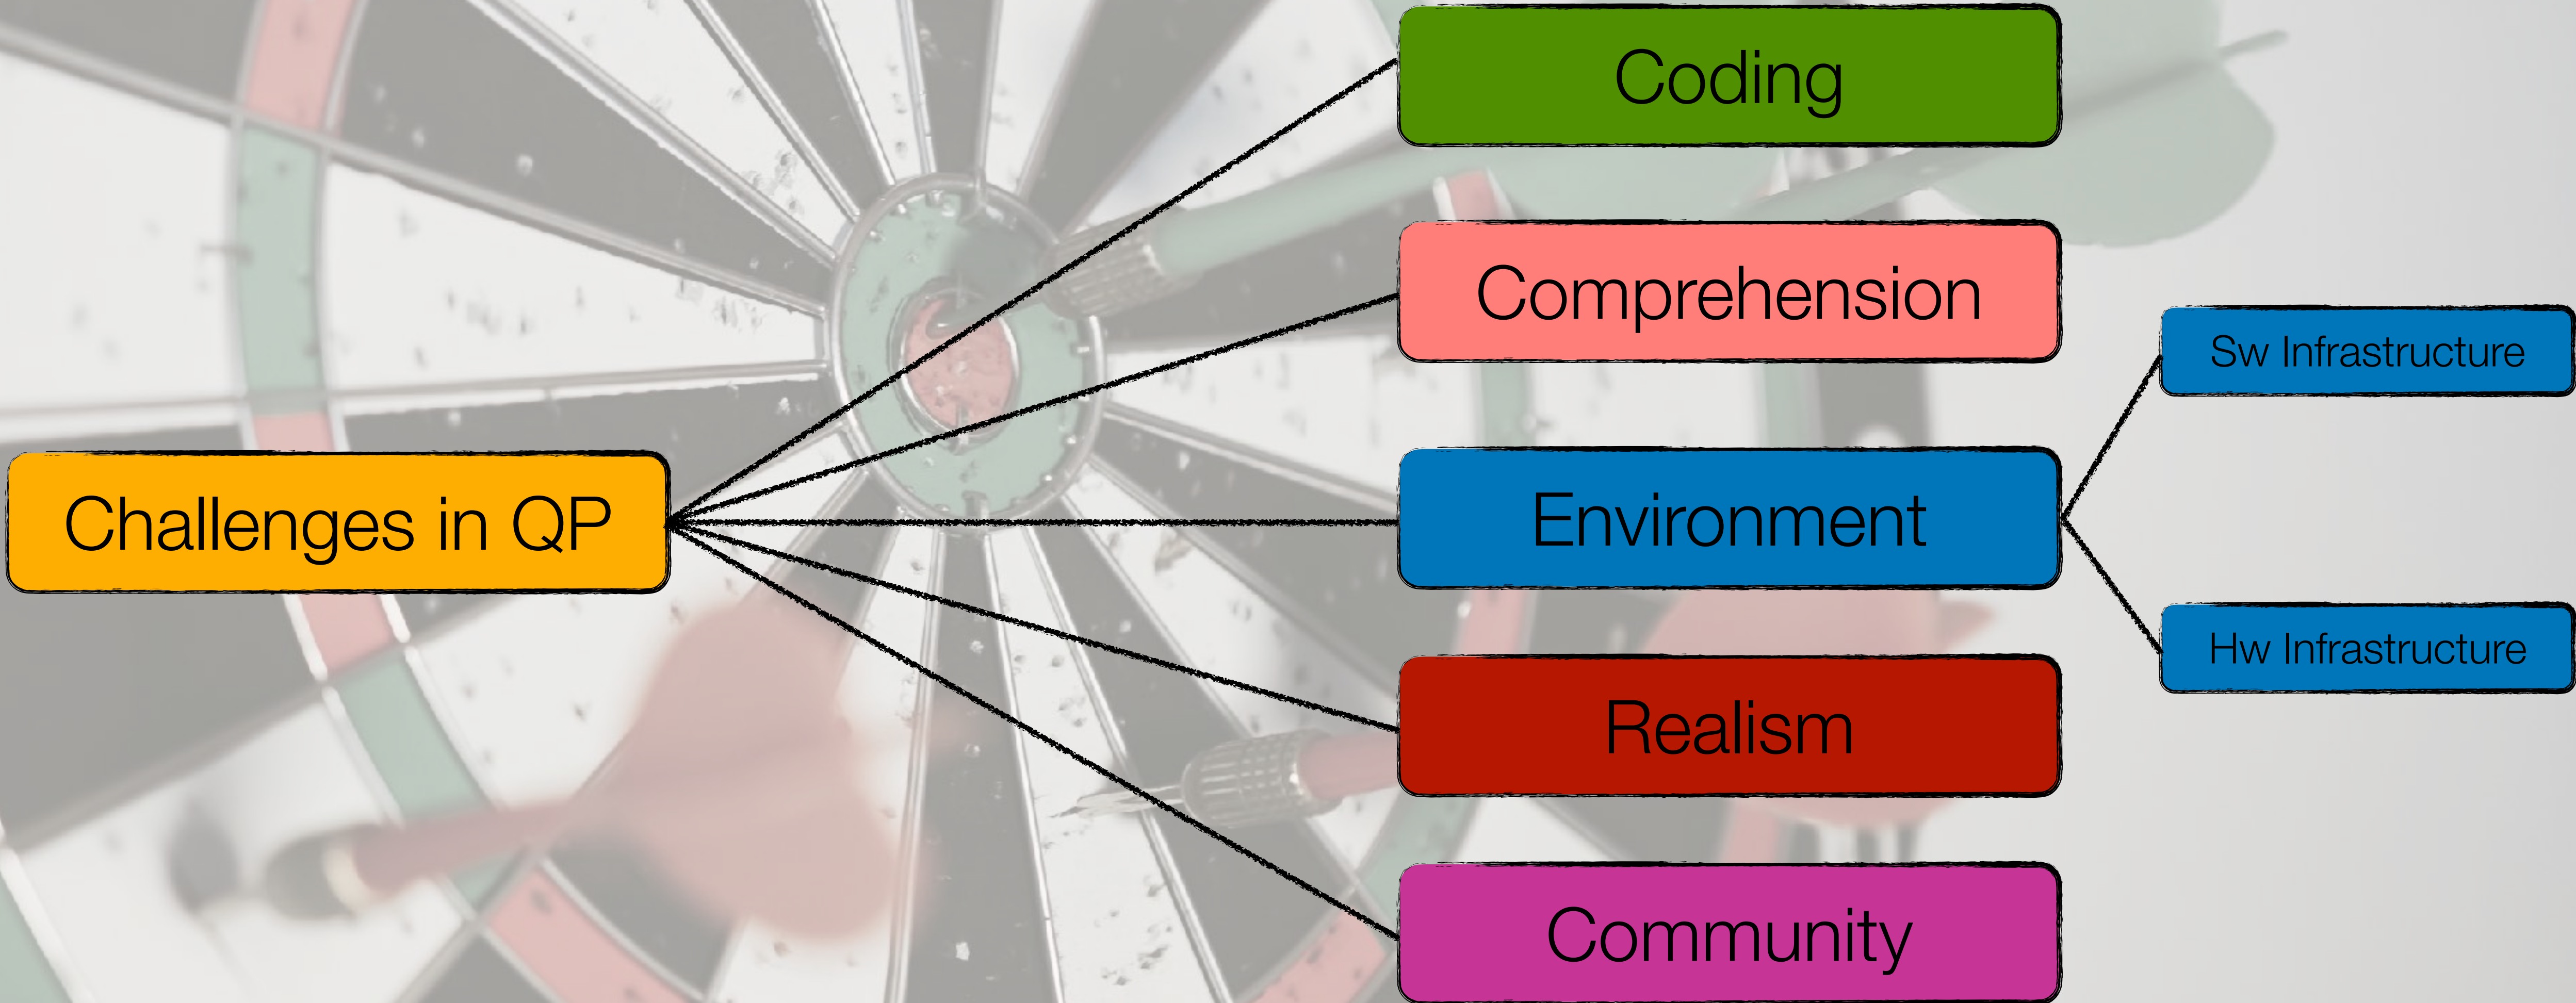 Challenges in QP
Coding
Comprehension
Environment
Realism
Community
Sw Infrastructure
Hw Infrastructure